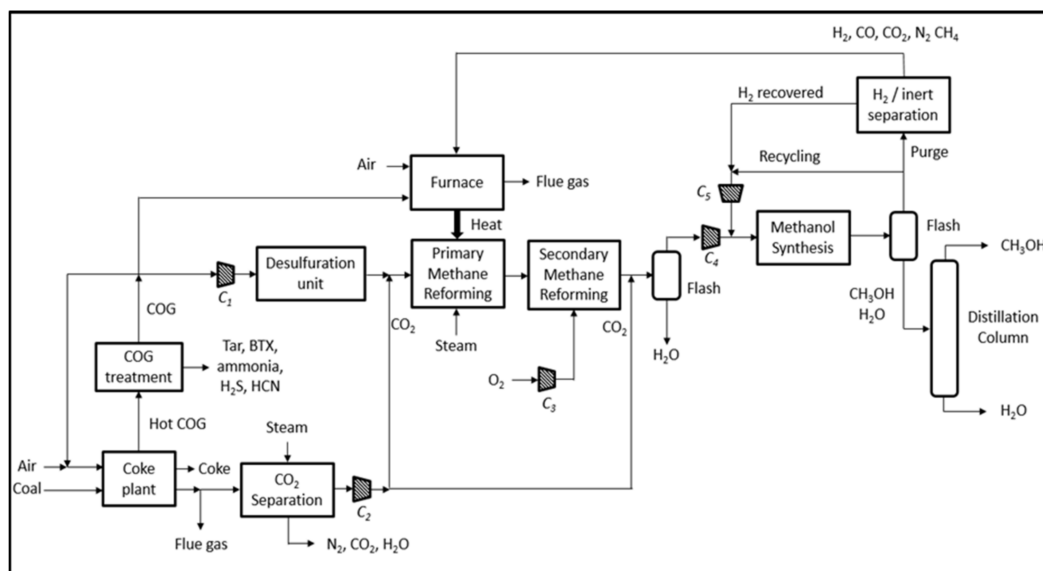 H₂, CO, CO₂, N₂ CH₄
H₂ recovered
H₂ / inert
separation
Air
Recycling
Purge
Furnace
Flue gas
C₅
Heat
Methanol
Synthesis
Flash
CH₃OH
C₄
Desulfuration
unit
Primary
Methane
Reforming
Secondary
Methane
Reforming
C₁
Flash
CH₃OH
H₂O
Distillation
Column
COG
CO₂
CO₂
Steam
H₂O
COG
treatment
Tar, BTX,
ammonia,
H₂S, HCN
O₂
C₃
H₂O
Hot COG
Steam
Air
Coal
Coke
plant
Coke
CO₂
Separation
C₂
Flue gas
N₂, CO₂, H₂O